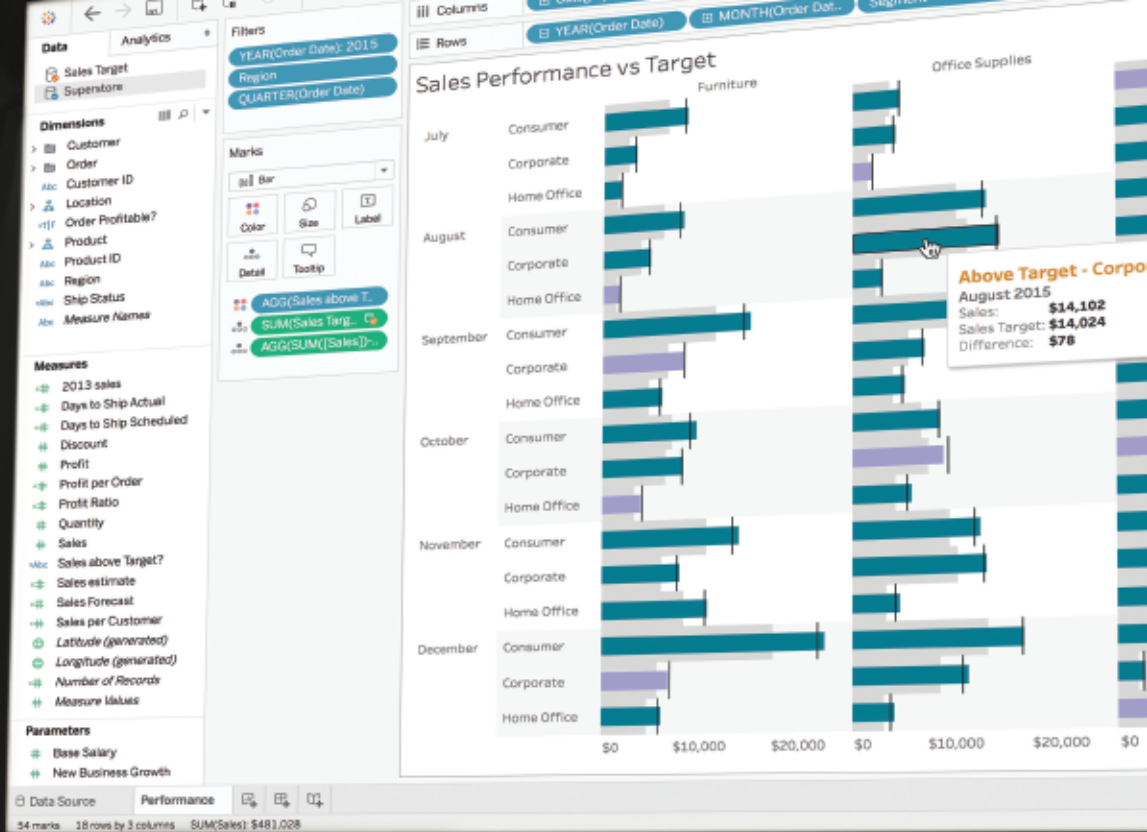 Columns
Rows
YEAR(Order Date)
MONTH(Order Dat..
Data
Analytics
Sales Target
Superstore
Dimensions
Customer
Order
Abc Customer ID
Location
Order Profitable?
Product
Abc Product ID
Abc Region
Abc Ship Status
Abc Measure Names
Measures
2013 sales
Days to Ship Actual
Days to Ship Scheduled
Discount
Profit
Profit per Order
Profit Ratio
Quantity
Sales
Abc Sales above Target?
Sales estimate
Sales Forecast
Sales per Customer
Latitude (generated)
Longitude (generated)
Number of Records
Measure Values
Parameters
Base Salary
New Business Growth
Filters
YEAR(Order Date): 2015
Region
QUARTER(Order Date)
Marks
Bar
Color
Size
Label
Detail
Tooltip
AGG(Sales above T..
SUM(Sales Targ..
AGG(SUM([Sales])-..
Sales Performance vs Target
Furniture
Office Supplies
July
Consumer
Corporate
Home Office
August
Consumer
Corporate
Home Office
September
Consumer
Corporate
Home Office
October
Consumer
Corporate
Home Office
November
Consumer
Corporate
Home Office
December
Consumer
Corporate
Home Office
Above Target - Corpo
August 2015
Sales: $14,102
Sales Target: $14,024
Difference: $78
$0 $10,000 $20,000
$0 $10,000 $20,000
$0
Data Source
Performance
54 marks 18 rows by 3 columns SUM(Sales): $481,028